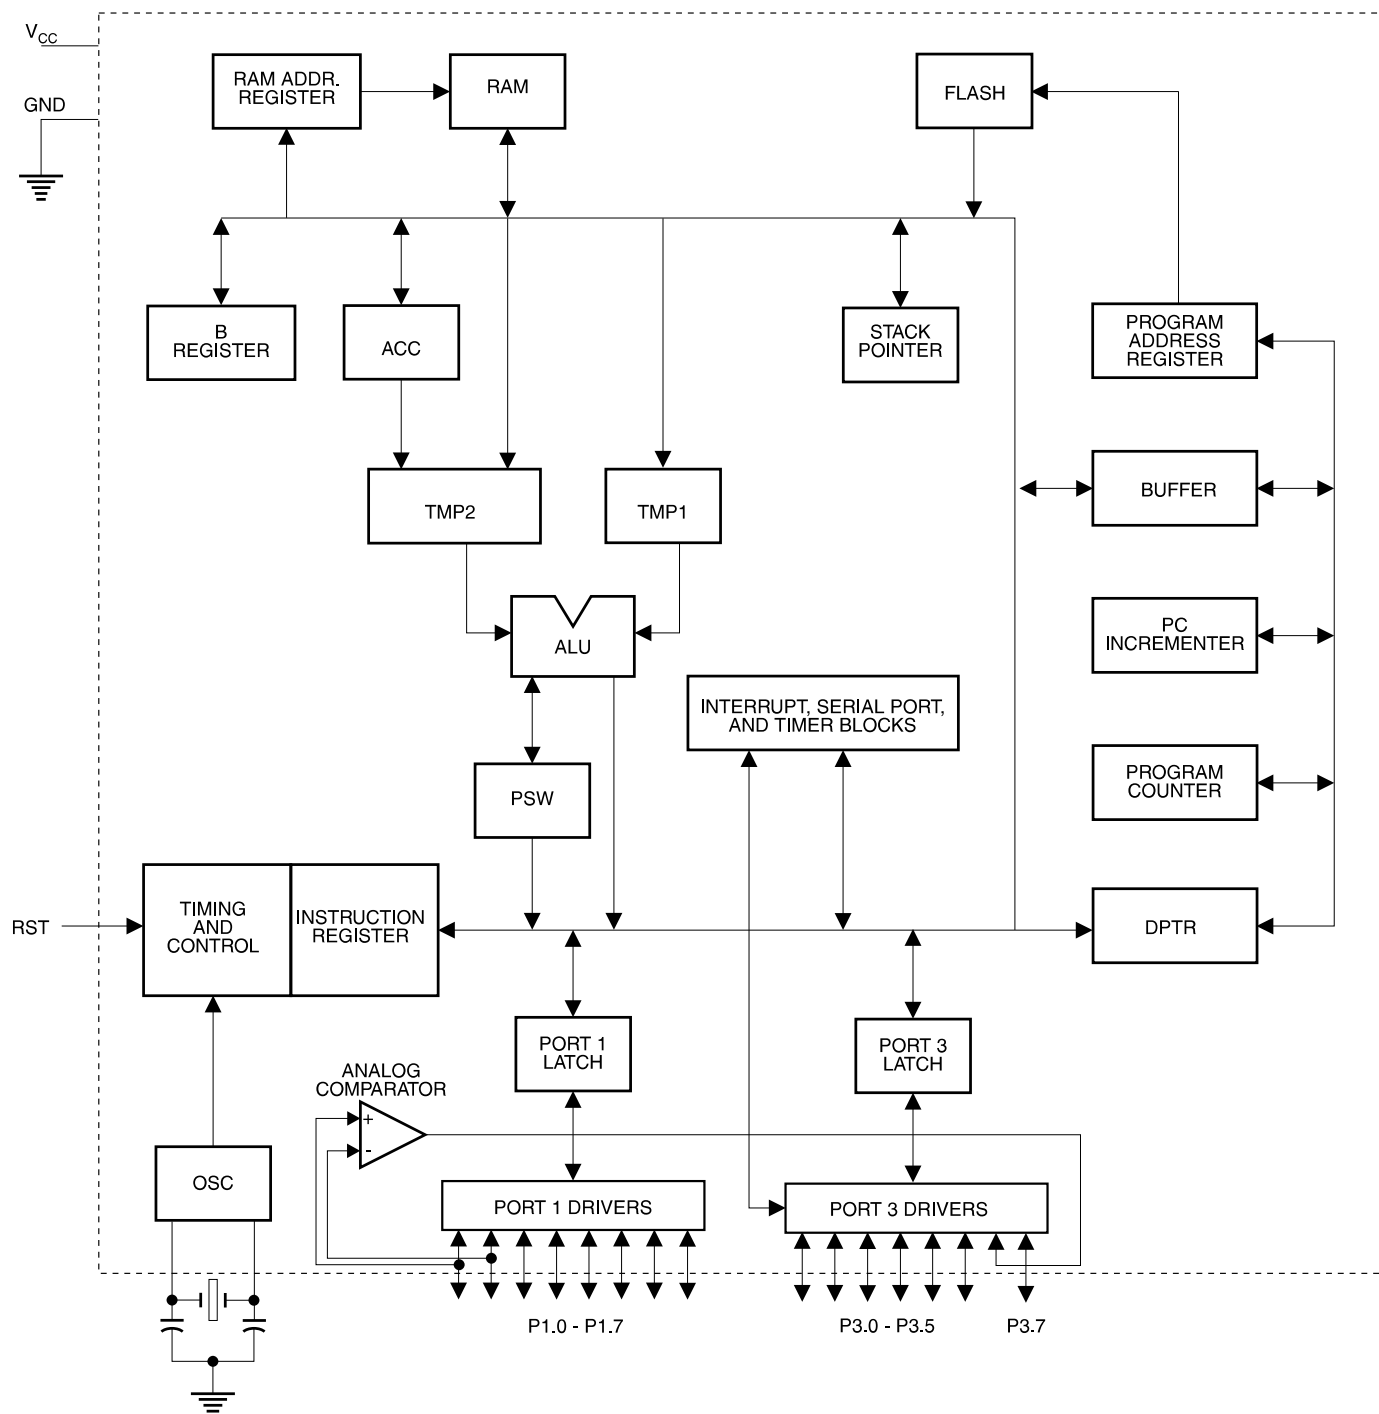 VCC
GND
RAM ADDR.
REGISTER
RAM
FLASH
B
REGISTER
ACC
STACK
POINTER
PROGRAM
ADDRESS
REGISTER
TMP2
TMP1
BUFFER
ALU
PC
INCREMENTER
INTERRUPT, SERIAL PORT,
AND TIMER BLOCKS
PSW
PROGRAM
COUNTER
RST
TIMING
AND
CONTROL
INSTRUCTION
REGISTER
DPTR
PORT 1
LATCH
PORT 3
LATCH
ANALOG
COMPARATOR
+
-
OSC
PORT 1 DRIVERS
PORT 3 DRIVERS
P1.0 - P1.7
P3.0 - P3.5
P3.7